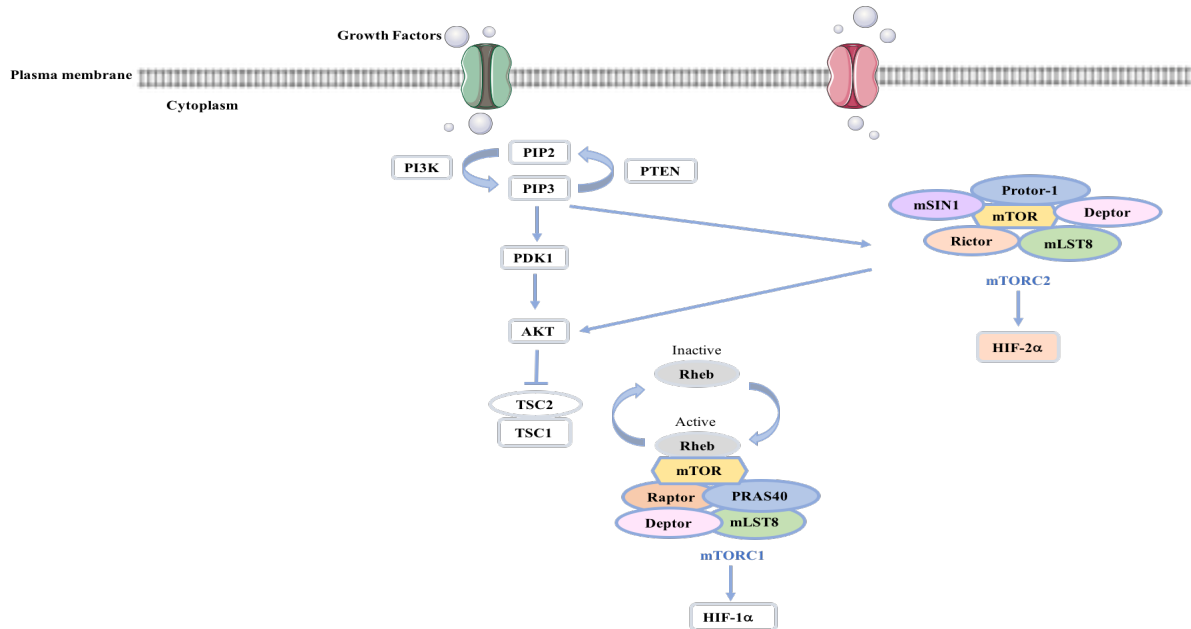 Growth Factors
Plasma membrane
Cytoplasm
PIP2
PI3K
PTEN
PIP3
Protor-1
mSIN1
mTOR
Deptor
Rictor
mLST8
PDK1
mTORC2
AKT
HIF-2α
Inactive
Rheb
TSC2
Active
TSC1
Rheb
mTOR
Raptor
PRAS40
Deptor
mLST8
mTORC1
HIF-1α